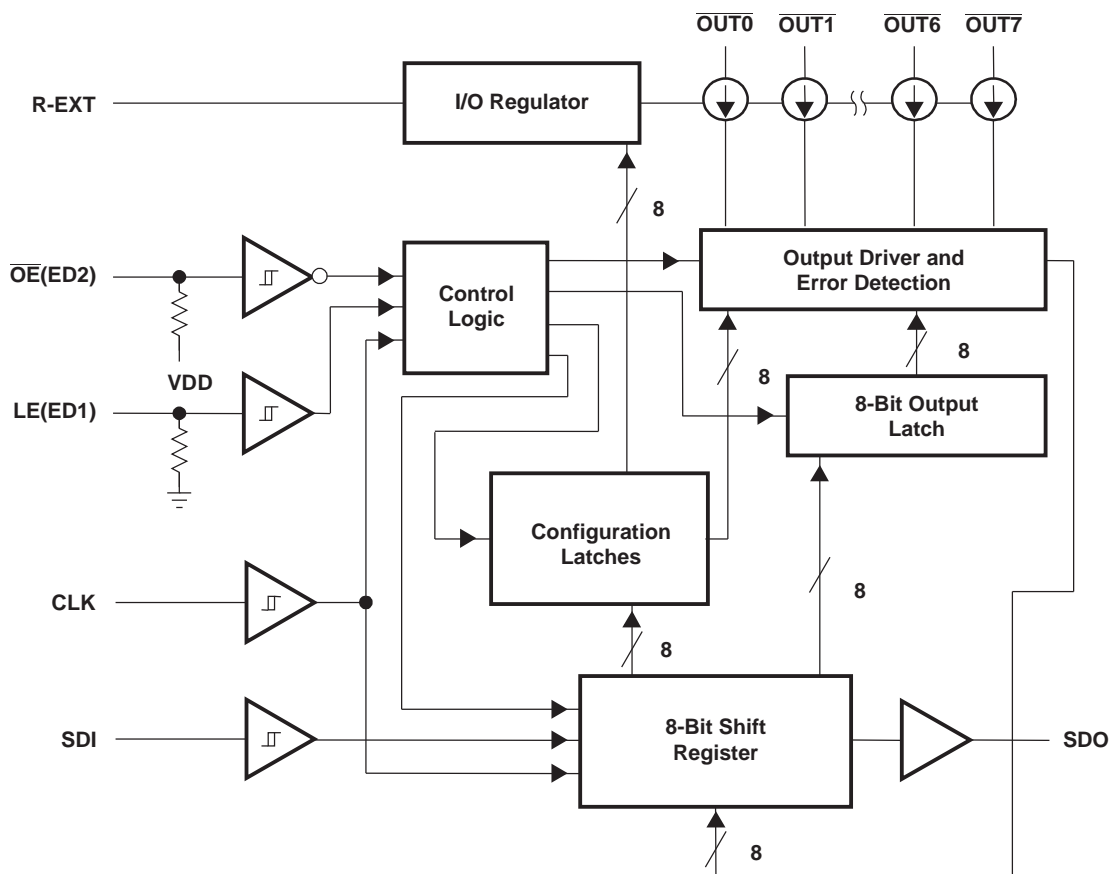 OUT0 OUT1 OUT6 OUT7
R-EXT
I/O Regulator
8
OE(ED2)
Control
Logic
Output Driver and
Error Detection
VDD
8
8
LE(ED1)
8-Bit Output
Latch
Configuration
Latches
CLK
8
8
SDI
8-Bit Shift
Register
SDO
8